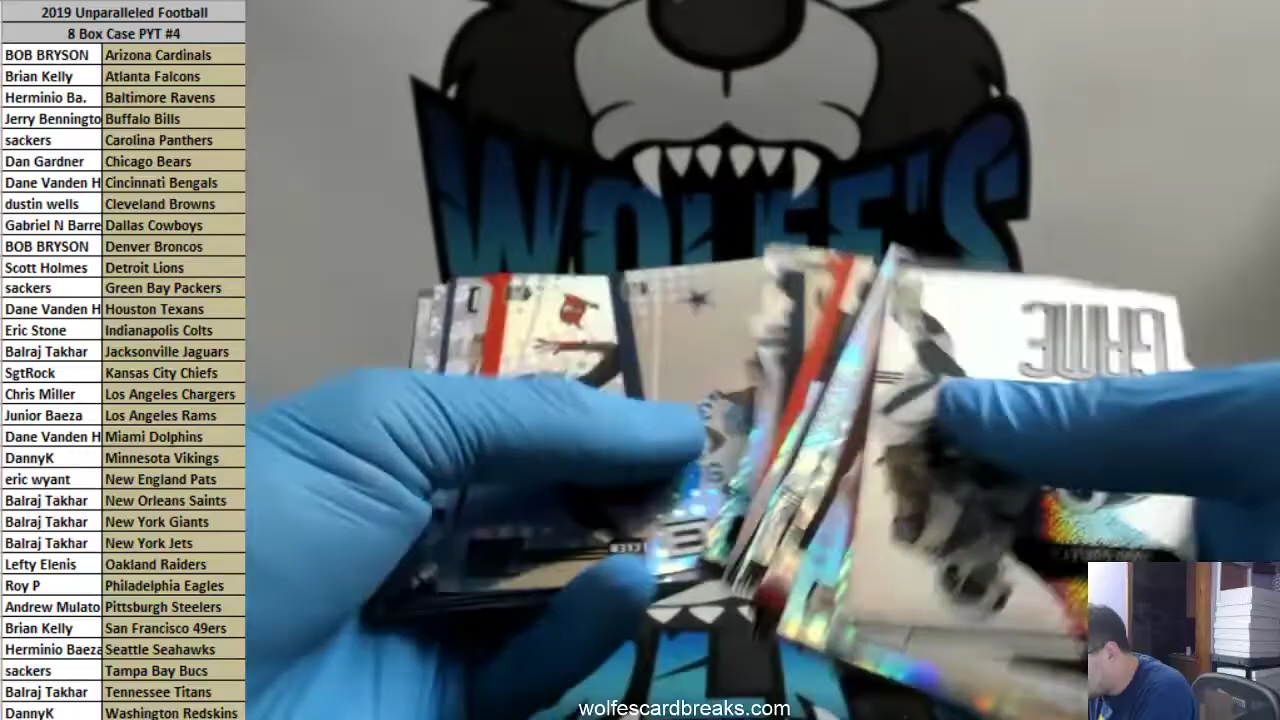 2019 Unparalleled Football
8 Box Case PYT #4
BOB BRYSON Arizona Cardinals
Brian Kelly Atlanta Falcons
Herminio Ba. Baltimore Ravens
Jerry Benningto Buffalo Bills
sackers Carolina Panthers
Dan Gardner Chicago Bears
Dane Vanden H Cincinnati Bengals
dustin wells Cleveland Browns
Gabriel N Barre Dallas Cowboys
BOB BRYSON Denver Broncos
Scott Holmes Detroit Lions
sackers Green Bay Packers
Dane Vanden H Houston Texans
Eric Stone Indianapolis Colts
Balraj Takhar Jacksonville Jaguars
SgtRock Kansas City Chiefs
Chris Miller Los Angeles Chargers
Junior Baeza Los Angeles Rams
Dane Vanden H Miami Dolphins
DannyK Minnesota Vikings
eric wyant New England Pats
Balraj Takhar New Orleans Saints
Balraj Takhar New York Giants
Balraj Takhar New York Jets
Lefty Elenis Oakland Raiders
Roy P Philadelphia Eagles
Andrew Mulato Pittsburgh Steelers
Brian Kelly San Francisco 49ers
Herminio Baeza Seattle Seahawks
sackers Tampa Bay Bucs
Balraj Takhar Tennessee Titans
DannyK Washington Redskins
WOLFE'S
wolfescardbreaks.com